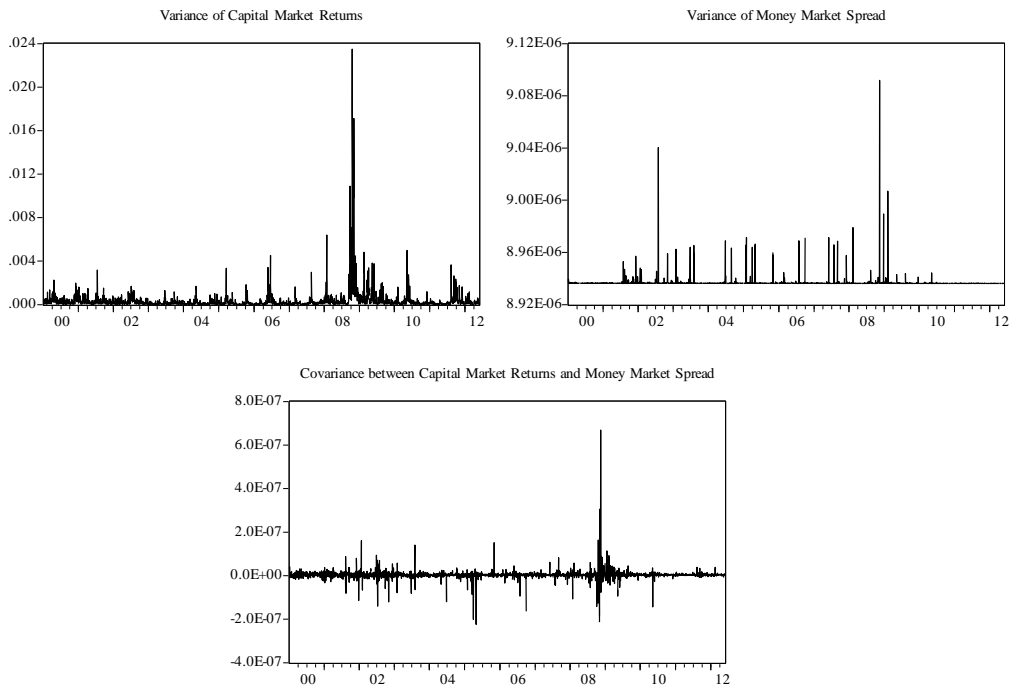 Variance of Capital Market Returns
.024
.020
.016
.012
.008
.004
.000
00 02 04 06 08 10 12
Variance of Money Market Spread
9.12E-06
9.08E-06
9.04E-06
9.00E-06
8.96E-06
8.92E-06
00 02 04 06 08 10 12
Covariance between Capital Market Returns and Money Market Spread
8.0E-07
6.0E-07
4.0E-07
2.0E-07
0.0E+00
-2.0E-07
-4.0E-07
00 02 04 06 08 10 12